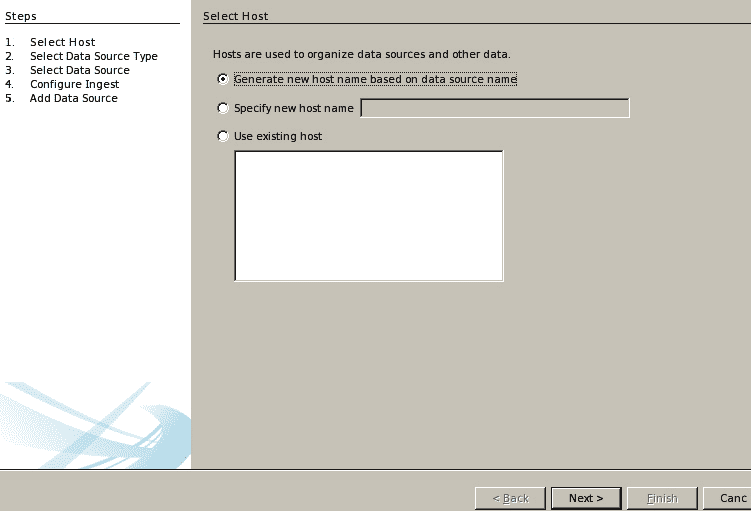 Steps
1. Select Host
2. Select Data Source Type
3. Select Data Source
4. Configure Ingest
5. Add Data Source
Select Host
Hosts are used to organize data sources and other data.
Generate new host name based on data source name
Specify new host name
Use existing host
< Back
Next >
Finish
Canc